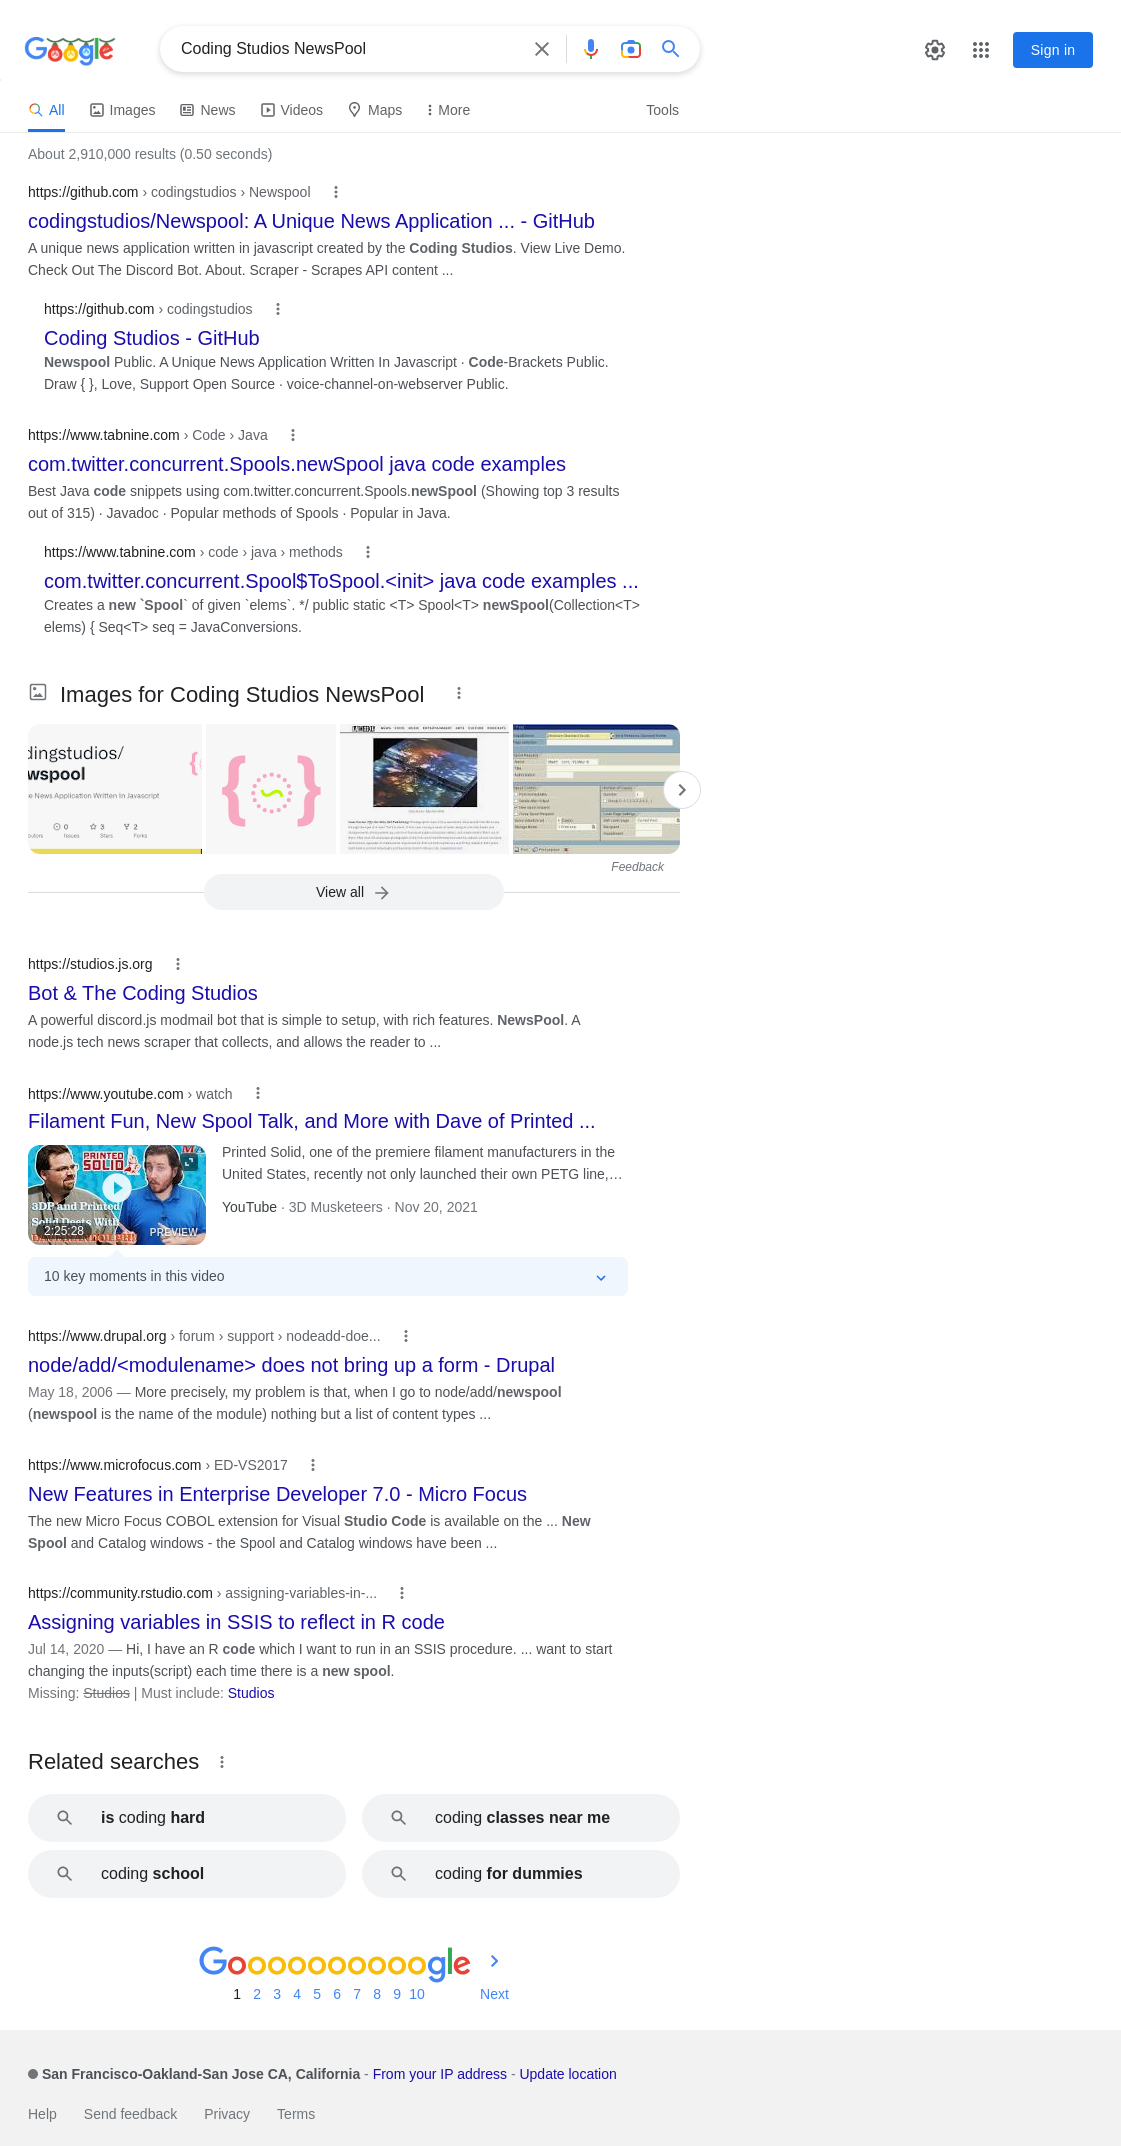 Google
Coding Studios NewsPool
Sign in
All Images News Videos Maps More Tools
About 2,910,000 results (0.50 seconds)
https://github.com › codingstudios › Newspool
codingstudios/Newspool: A Unique News Application ... - GitHub
A unique news application written in javascript created by the Coding Studios. View Live Demo.
Check Out The Discord Bot. About. Scraper - Scrapes API content ...
https://github.com › codingstudios
Coding Studios - GitHub
Newspool Public. A Unique News Application Written In Javascript · Code-Brackets Public.
Draw { }, Love, Support Open Source · voice-channel-on-webserver Public.
https://www.tabnine.com › Code › Java
com.twitter.concurrent.Spools.newSpool java code examples
Best Java code snippets using com.twitter.concurrent.Spools.newSpool (Showing top 3 results
out of 315) · Javadoc · Popular methods of Spools · Popular in Java.
https://www.tabnine.com › code › java › methods
com.twitter.concurrent.Spool$ToSpool.<init> java code examples ...
Creates a new `Spool` of given `elems`. */ public static <T> Spool<T> newSpool(Collection<T>
elems) { Seq<T> seq = JavaConversions.
Images for Coding Studios NewsPool
dingstudios/
wspool
e News Application Written In Javascript
0 3 2
utors Issues Stars Forks
Feedback
View all
https://studios.js.org
Bot & The Coding Studios
A powerful discord.js modmail bot that is simple to setup, with rich features. NewsPool. A
node.js tech news scraper that collects, and allows the reader to ...
https://www.youtube.com › watch
Filament Fun, New Spool Talk, and More with Dave of Printed ...
PRINTED
SOLID
3DP and Printed
Solid Deets With
2:25:28 PREVIEW
Printed Solid, one of the premiere filament manufacturers in the
United States, recently not only launched their own PETG line,...
YouTube · 3D Musketeers · Nov 20, 2021
10 key moments in this video
https://www.drupal.org › forum › support › nodeadd-doe...
node/add/<modulename> does not bring up a form - Drupal
May 18, 2006 — More precisely, my problem is that, when I go to node/add/newspool
(newspool is the name of the module) nothing but a list of content types ...
https://www.microfocus.com › ED-VS2017
New Features in Enterprise Developer 7.0 - Micro Focus
The new Micro Focus COBOL extension for Visual Studio Code is available on the ... New
Spool and Catalog windows - the Spool and Catalog windows have been ...
https://community.rstudio.com › assigning-variables-in-...
Assigning variables in SSIS to reflect in R code
Jul 14, 2020 — Hi, I have an R code which I want to run in an SSIS procedure. ... want to start
changing the inputs(script) each time there is a new spool.
Missing: Studios | Must include: Studios
Related searches
is coding hard
coding classes near me
coding school
coding for dummies
Goooooooooogle
1 2 3 4 5 6 7 8 9 10 Next
San Francisco-Oakland-San Jose CA, California - From your IP address - Update location
Help Send feedback Privacy Terms